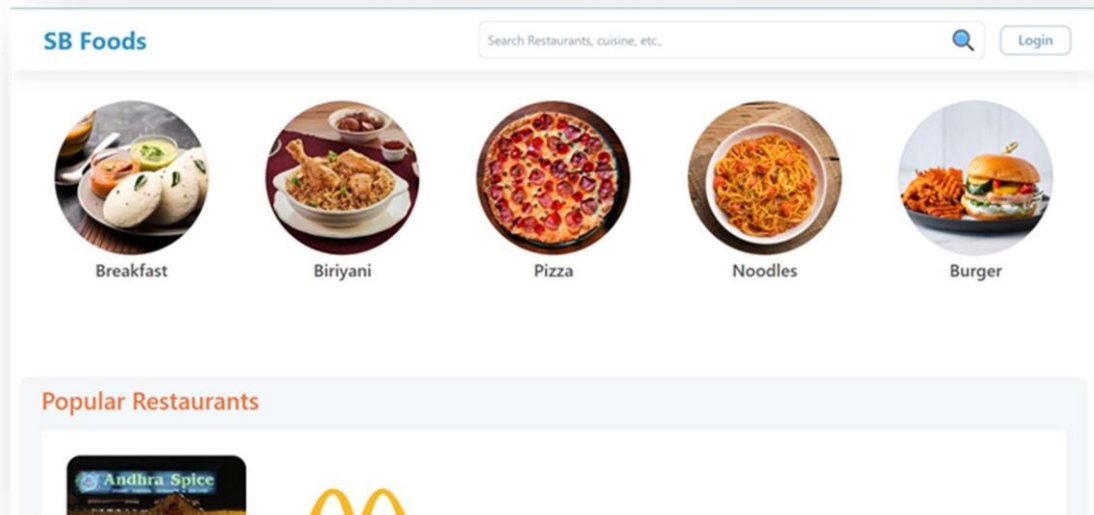 SB Foods
Search Restaurants, cuisine, etc.,
Login
Breakfast
Biriyani
Pizza
Noodles
Burger
Popular Restaurants
Andhra Spice